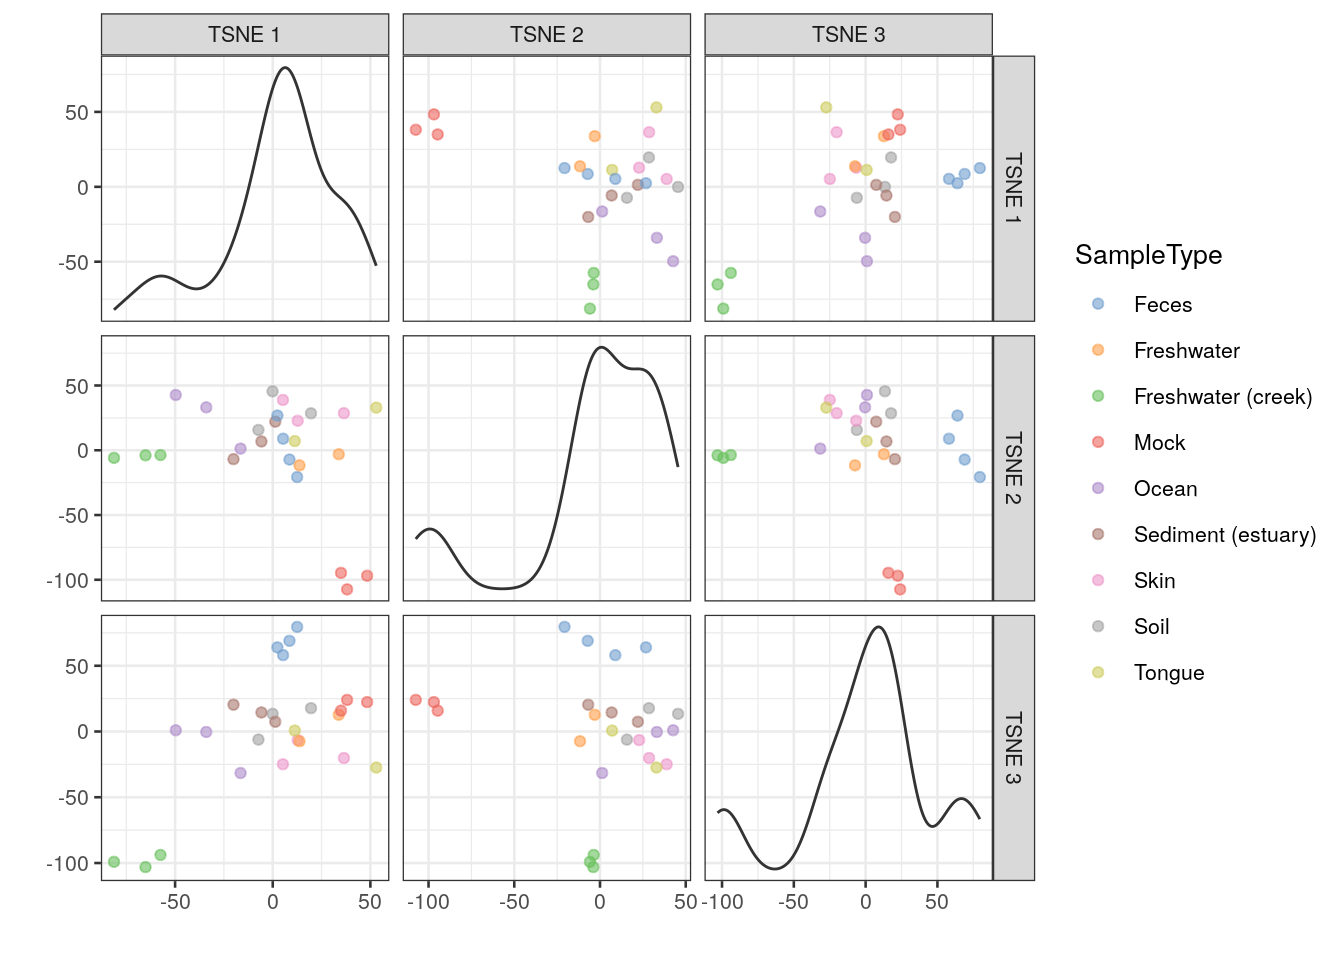 TSNE 1 TSNE 2 TSNE 3
50
0
-50
TSNE 1
50
0
-50
-100
TSNE 2
50
0
-50
-100
TSNE 3
-50 0 50 -100 -50 0 50 -100 -50 0 50
SampleType
Feces
Freshwater
Freshwater (creek)
Mock
Ocean
Sediment (estuary)
Skin
Soil
Tongue